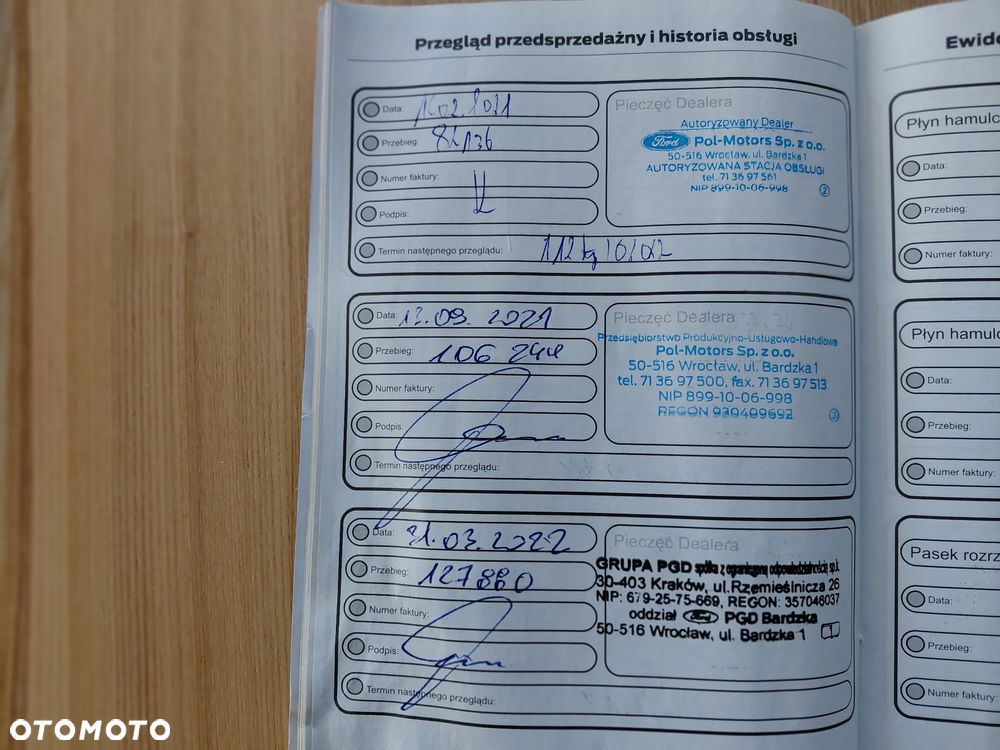 Przegląd przedsprzedażny i historia obsługi
Data:
Przebieg:
Numer faktury:
Podpis:
Termin następnego przeglądu:
Pieczęć Dealera
Autoryzowany Dealer
Ford Pol-Motors Sp. z o.o.
50-516 Wrocław, ul. Bardzka 1
AUTORYZOWANA STACJA OBSŁUGI
tel. 71 36 97 561
NIP 899-10-06-998
2
Data: 13.09.2021
Przebieg: 106 244
Numer faktury:
Podpis:
Termin następnego przeglądu:
Pieczęć Dealera
Przedsiębiorstwo Produkcyjno-Usługowo-Handlowe
Pol-Motors Sp. z o.o.
50-516 Wrocław, ul. Bardzka 1
tel. 71 36 97 500, fax. 71 36 97 513
NIP 899-10-06-998
REGON 930409692
3
Data: 31.03.2022
Przebieg: 127880
Numer faktury:
Podpis:
Termin następnego przeglądu:
Pieczęć Dealera
GRUPA PGD spółka z ograniczoną odpowiedzialnością sp.k.
30-403 Kraków, ul. Rzemieślnicza 26
NIP: 679-25-75-669, REGON: 357046037
oddział Ford PGD Bardzka
50-516 Wrocław, ul. Bardzka 1
Płyn hamulc
Data:
Przebieg:
Numer faktury:
Płyn hamulc
Data:
Przebieg:
Numer faktury:
Pasek rozrz
Data:
Przebieg:
Numer faktury:
OTOMOTO